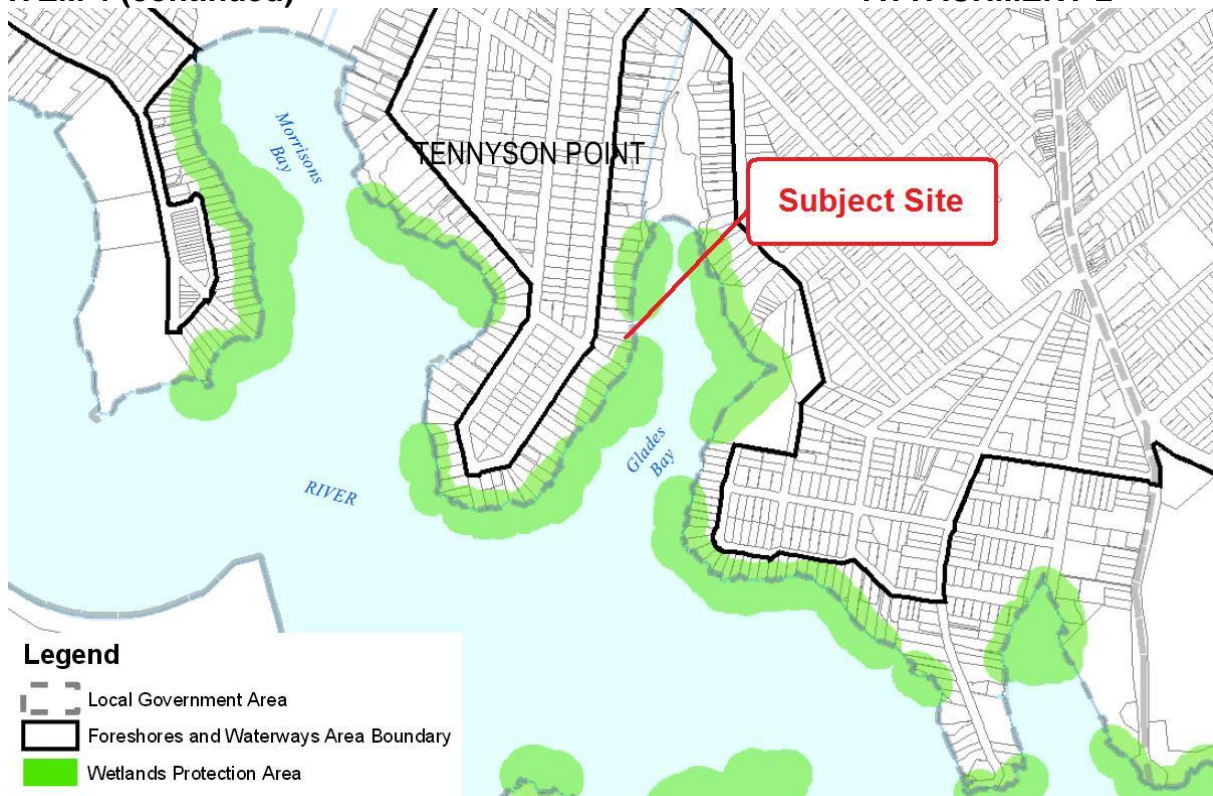 Morrisons
Bay
TENNYSON POINT
Subject Site
Glades
Bay
RIVER
Legend
Local Government Area
Foreshores and Waterways Area Boundary
Wetlands Protection Area